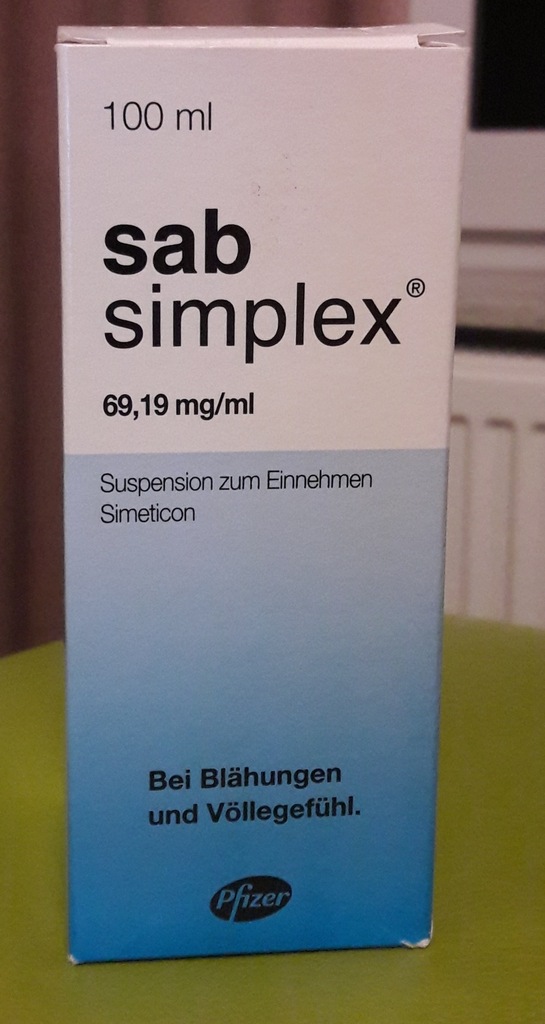 100 ml
sab
simplex®
69,19 mg/ml
Suspension zum Einnehmen
Simeticon
Bei Blähungen
und Völlegefühl.
Pfizer